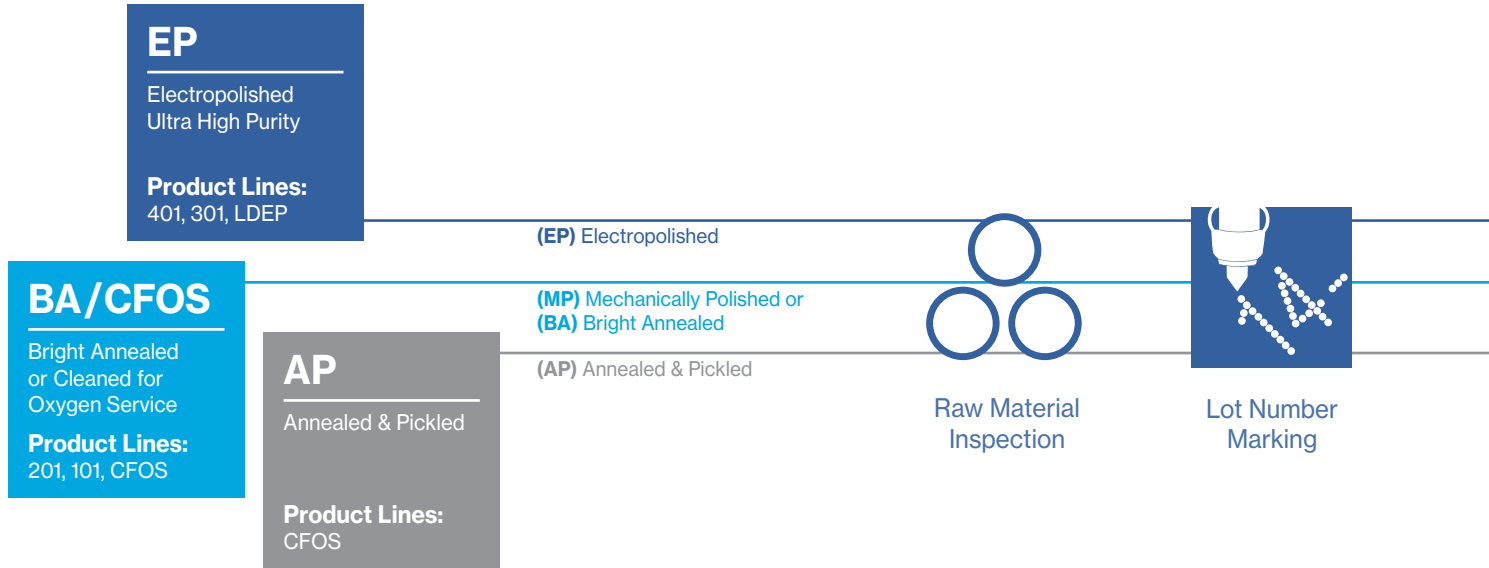 EP
Electropolished
Ultra High Purity
Product Lines:
401, 301, LDEP
BA/CFOS
Bright Annealed
or Cleaned for
Oxygen Service
Product Lines:
201, 101, CFOS
AP
Annealed & Pickled
Product Lines:
CFOS
(EP) Electropolished
(MP) Mechanically Polished or
(BA) Bright Annealed
(AP) Annealed & Pickled
Raw Material
Inspection
Lot Number
Marking